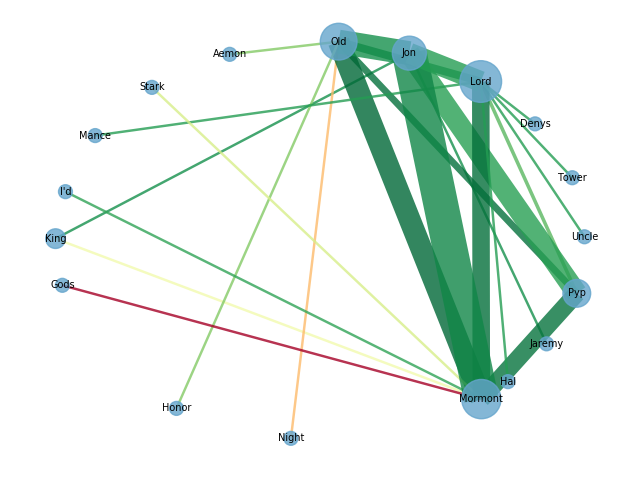 Old
Jon
Aemon
Lord
Stark
Denys
Mance
Tower
I'd
King
Uncle
Gods
Pyp
Jaremy
Hal
Mormont
Honor
Night